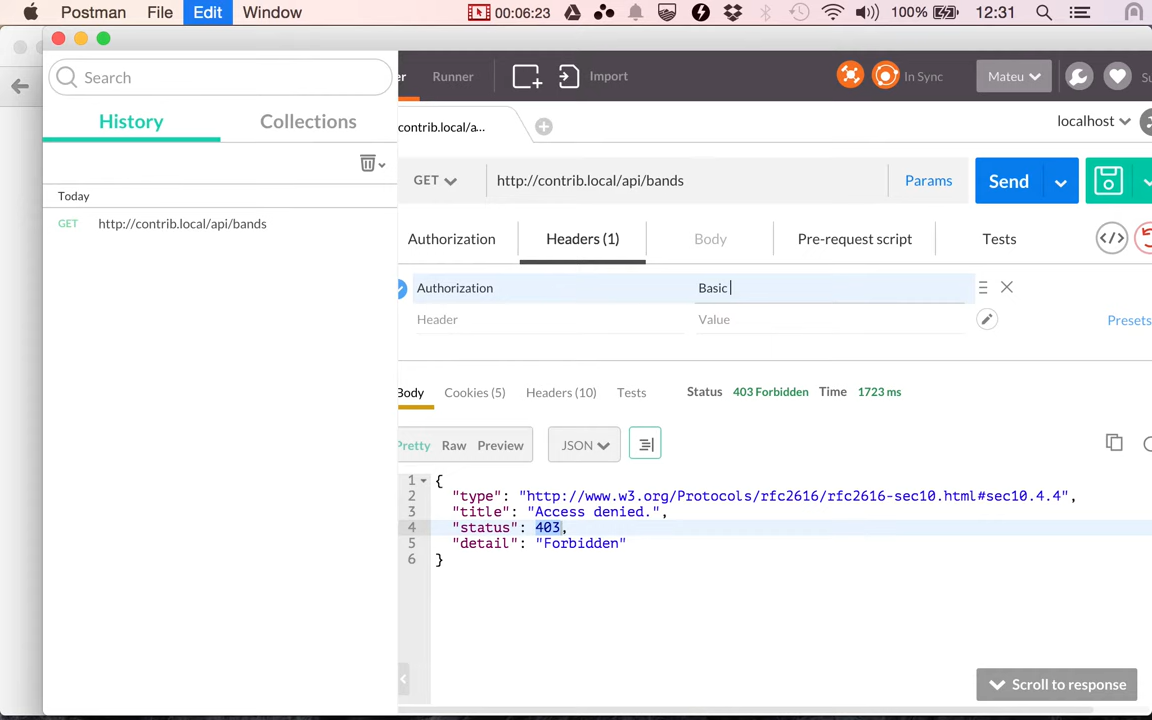 Postman File Edit Window 00:06:23 100% 12:31
Search
Runner Import In Sync Mateu
History Collections
contrib.local/a... localhost
GET http://contrib.local/api/bands Params Send
Today
GET http://contrib.local/api/bands
Authorization Headers (1) Body Pre-request script Tests
Authorization Basic
Header Value Presets
Body Cookies (5) Headers (10) Tests Status 403 Forbidden Time 1723 ms
Pretty Raw Preview JSON
1 {
2 "type": "http://www.w3.org/Protocols/rfc2616/rfc2616-sec10.html#sec10.4.4",
3 "title": "Access denied.",
4 "status": 403,
5 "detail": "Forbidden"
6 }
Scroll to response